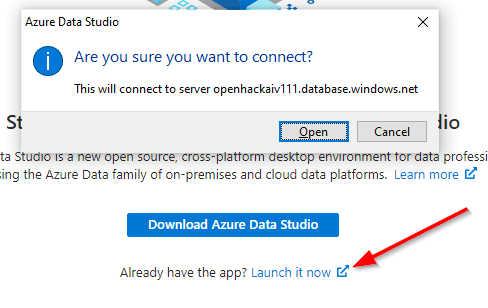 Azure Data Studio
Are you sure you want to connect?
This will connect to server openhackaiv111.database.windows.net
Open
Cancel
St
udio
ta Studio is a new open source, cross-platform desktop environment for data professi
sing the Azure Data family of on-premises and cloud data platforms. Learn more
Download Azure Data Studio
Already have the app? Launch it now